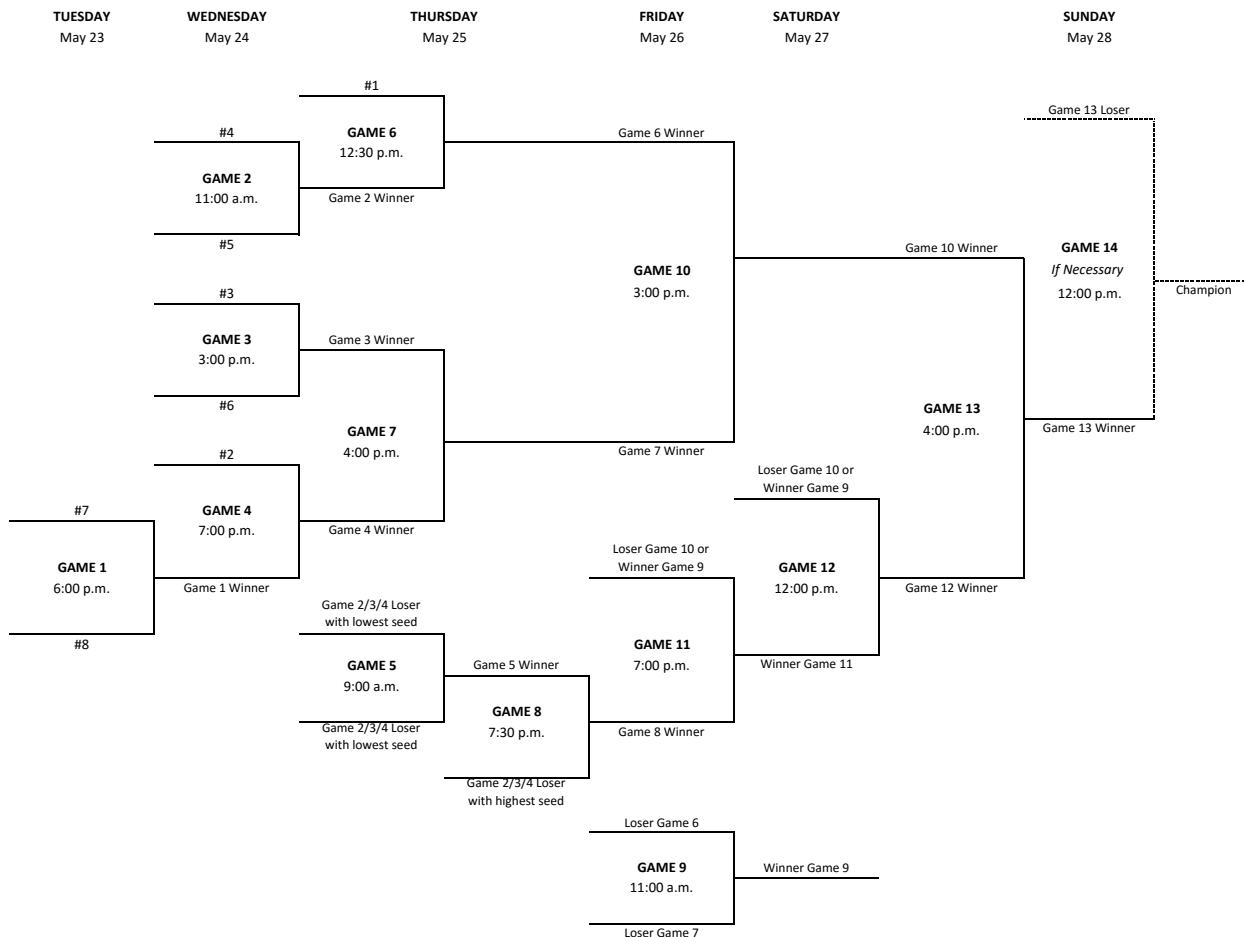 TUESDAY
May 23
WEDNESDAY
May 24
THURSDAY
May 25
FRIDAY
May 26
SATURDAY
May 27
SUNDAY
May 28
#1
GAME 6
12:30 p.m.
Game 2 Winner
#4
GAME 2
11:00 a.m.
#5
Game 6 Winner
GAME 10
3:00 p.m.
Game 7 Winner
Game 13 Loser
GAME 14
If Necessary
12:00 p.m.
Champion
Game 10 Winner
#3
GAME 3
3:00 p.m.
#6
Game 3 Winner
GAME 7
4:00 p.m.
Game 4 Winner
GAME 13
4:00 p.m.
Game 13 Winner
#2
GAME 4
7:00 p.m.
Game 1 Winner
#7
GAME 1
6:00 p.m.
#8
Loser Game 10 or
Winner Game 9
GAME 12
12:00 p.m.
Winner Game 11
Game 12 Winner
Loser Game 10 or
Winner Game 9
GAME 11
7:00 p.m.
Game 8 Winner
Game 2/3/4 Loser
with lowest seed
GAME 5
9:00 a.m.
Game 2/3/4 Loser
with lowest seed
Game 5 Winner
GAME 8
7:30 p.m.
Game 2/3/4 Loser
with highest seed
Loser Game 6
GAME 9
11:00 a.m.
Loser Game 7
Winner Game 9